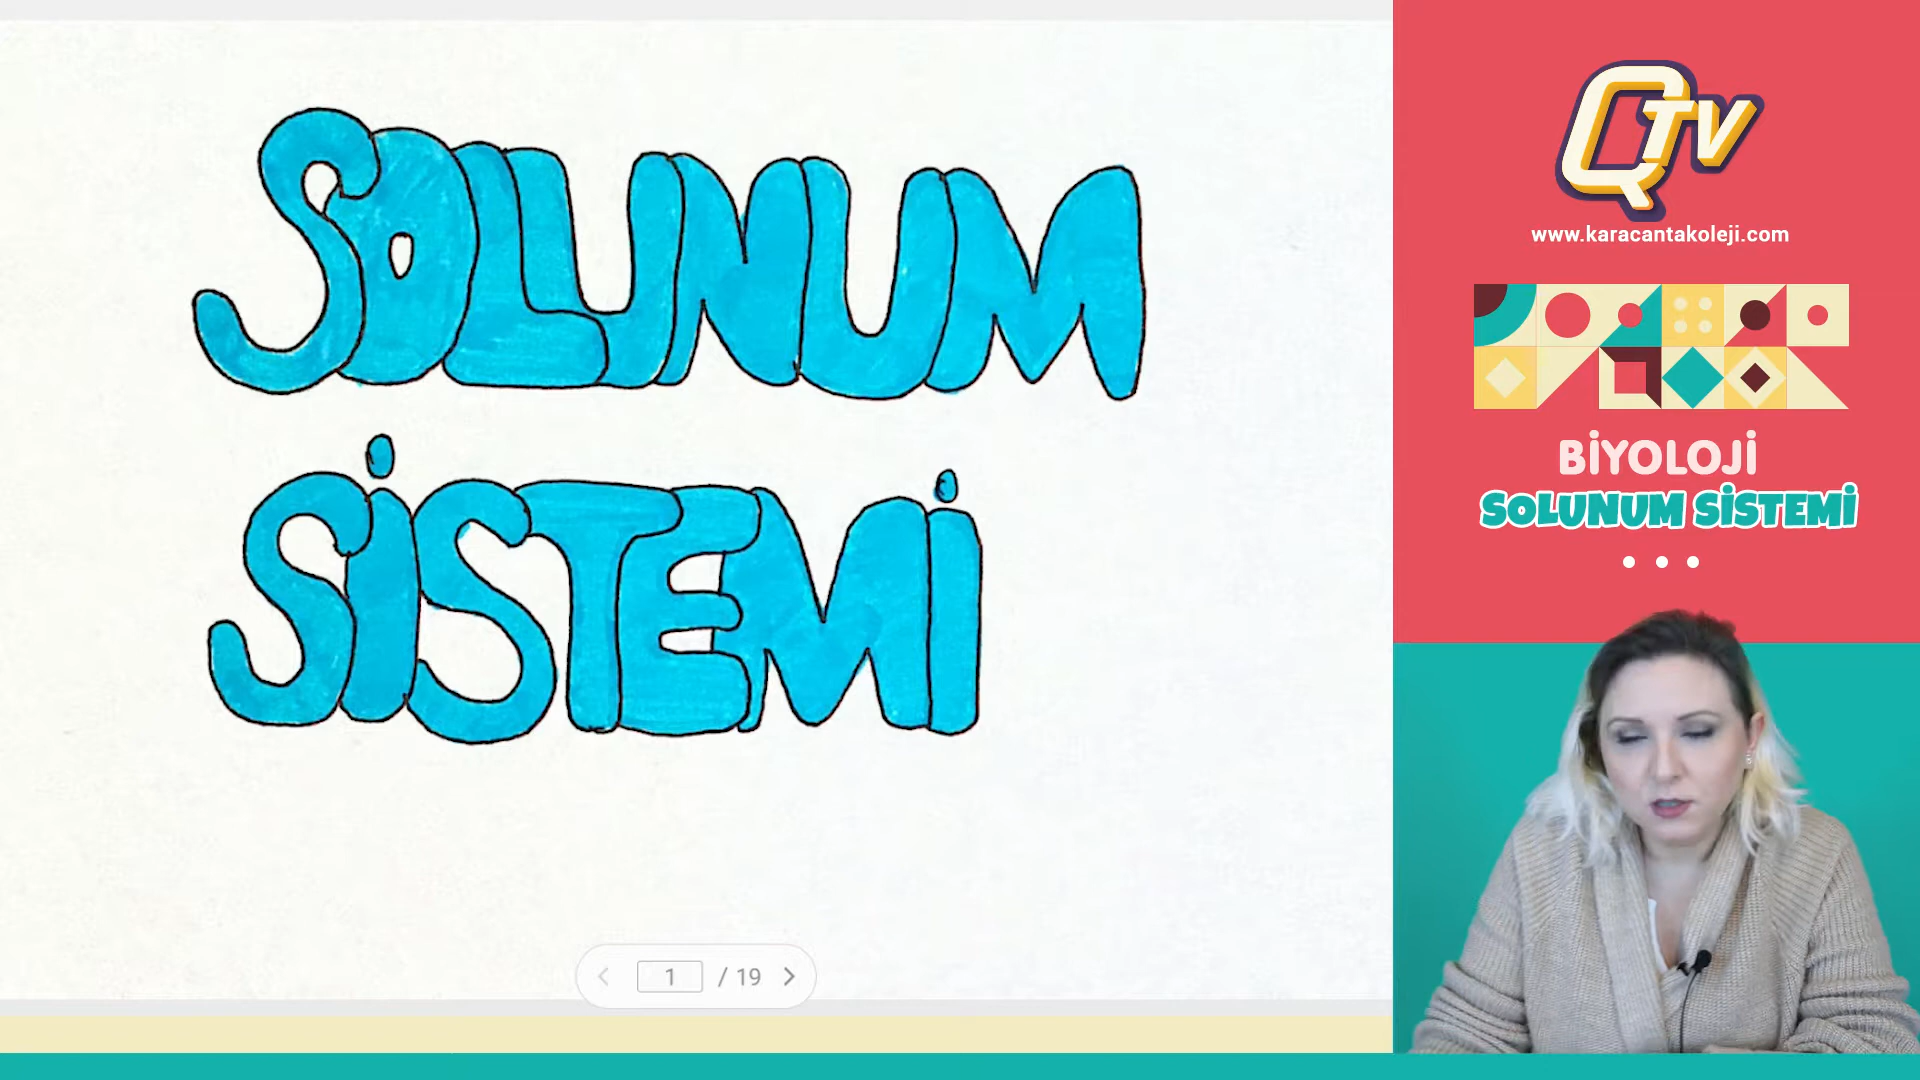 SOLUNUM
SİSTEMİ
1 / 19
QTV
www.karacantakoleji.com
BİYOLOJİ
SOLUNUM SİSTEMİ